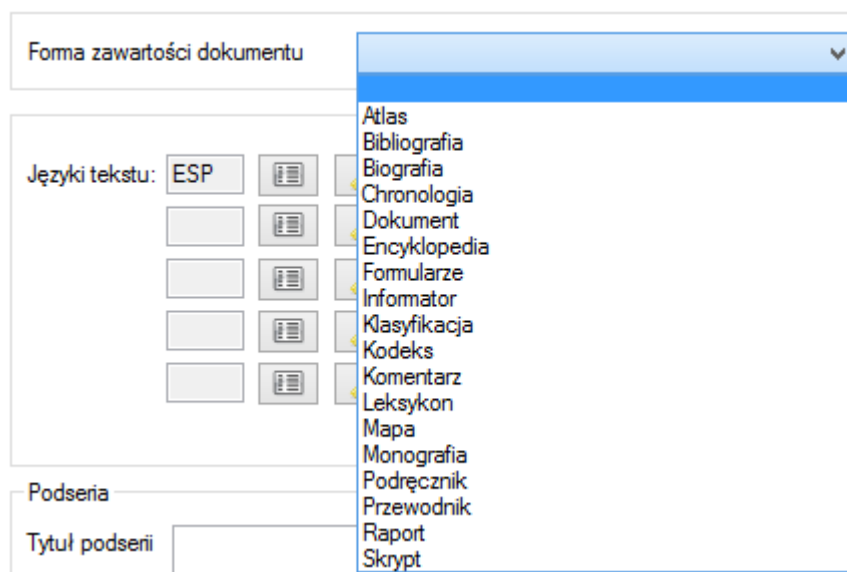 Forma zawartości dokumentu
Atlas
Bibliografia
Biografia
Chronologia
Dokument
Encyklopedia
Formularze
Informator
Klasyfikacja
Kodeks
Komentarz
Leksykon
Mapa
Monografia
Podręcznik
Przewodnik
Raport
Skrypt
Języki tekstu: ESP
Podseria
Tytuł podserii